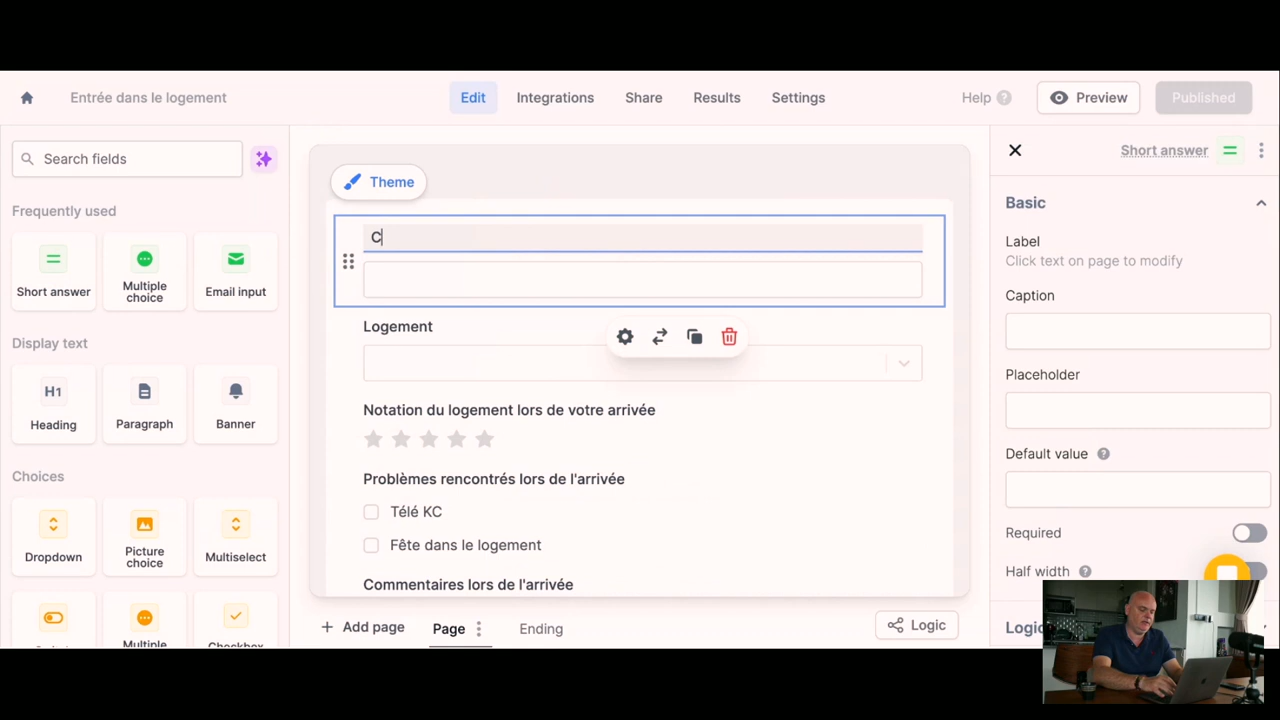 Entrée dans le logement
Edit
Integrations
Share
Results
Settings
Help
Preview
Published
Search fields
Frequently used
Short answer
Multiple choice
Email input
Display text
H1
Heading
Paragraph
Banner
Choices
Dropdown
Picture choice
Multiselect
Multiple
Checkbox
Theme
C
Logement
Notation du logement lors de votre arrivée
Problèmes rencontrés lors de l'arrivée
Télé KC
Fête dans le logement
Commentaires lors de l'arrivée
Add page
Page
Ending
Logic
Short answer
Basic
Label
Click text on page to modify
Caption
Placeholder
Default value
Required
Half width